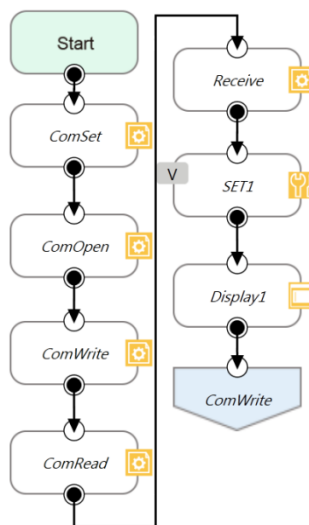 Start
ComSet
ComOpen
ComWrite
ComRead
Receive
V
SET1
Display1
ComWrite